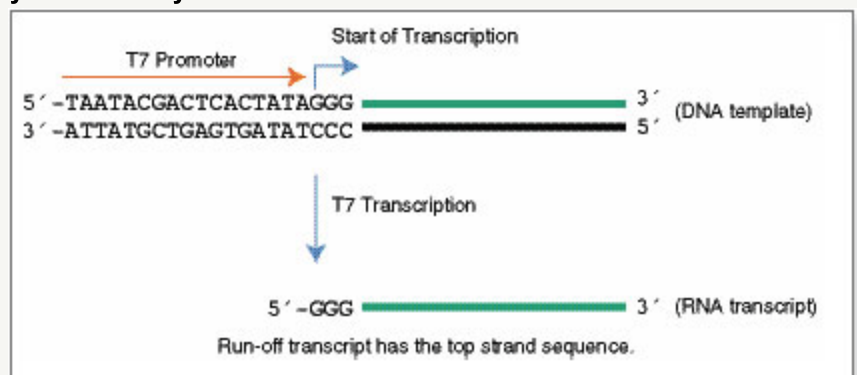 Start of Transcription
T7 Promoter
5´-TAATACGACTCACTATAGGG 3´
(DNA template)
3´-ATTATGCTGAGTGATATCCC 5´
T7 Transcription
5´-GGG 3´ (RNA transcript)
Run-off transcript has the top strand sequence.